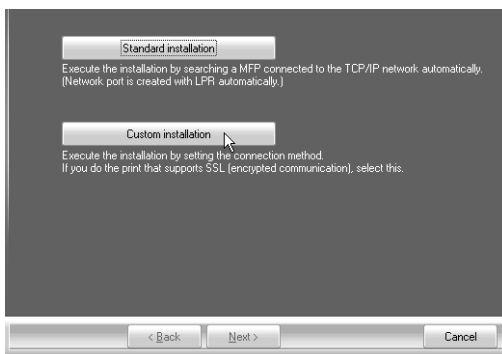 Standard installation
Execute the installation by searching a MFP connected to the TCP/IP network automatically.
(Network port is created with LPR automatically.)
Custom installation
Execute the installation by setting the connection method.
If you do the print that supports SSL (encrypted communication), select this.
< Back Next > Cancel